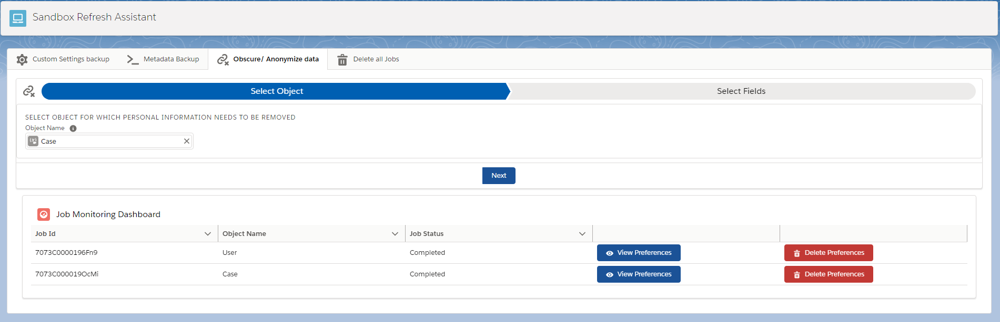 Sandbox Refresh Assistant
Custom Settings backup
Metadata Backup
Obscure/ Anonymize data
Delete all Jobs
Select Object
Select Fields
SELECT OBJECT FOR WHICH PERSONAL INFORMATION NEEDS TO BE REMOVED
Object Name
Case
Next
Job Monitoring Dashboard
Job Id Object Name Job Status
7073C0000196Fn9 User Completed View Preferences Delete Preferences
7073C000019OcMi Case Completed View Preferences Delete Preferences